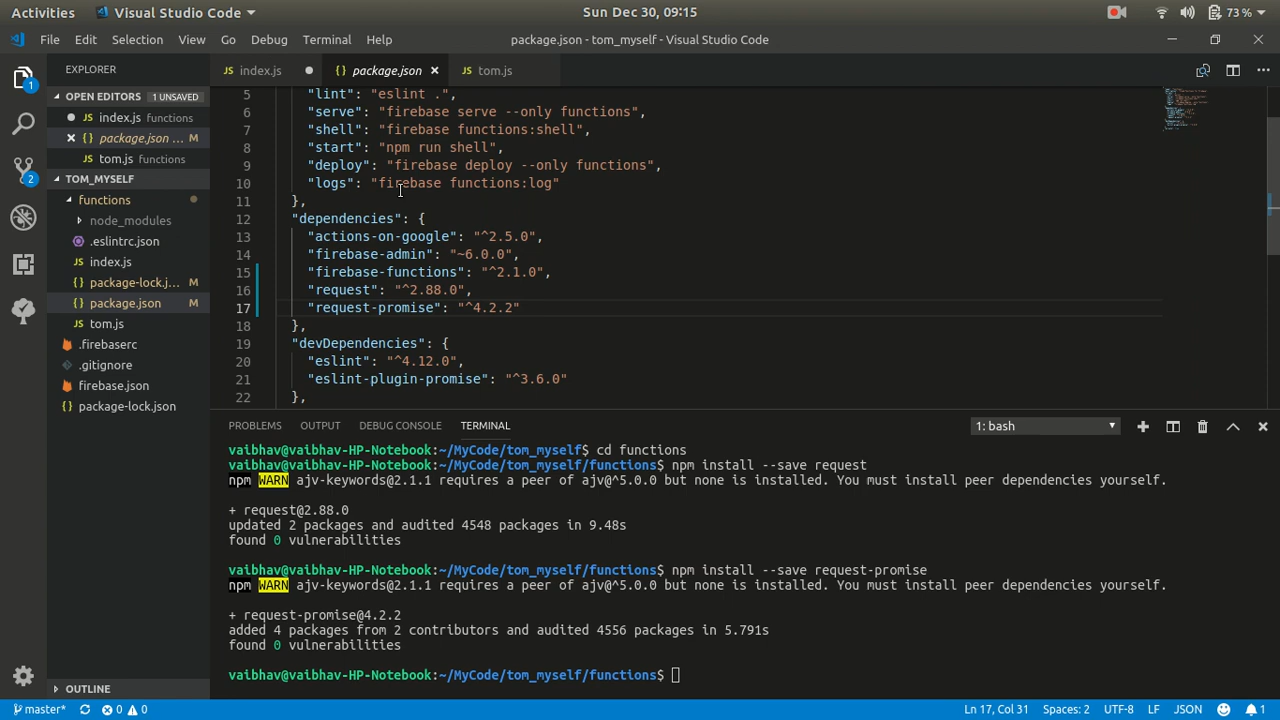 Activities Visual Studio Code Sun Dec 30, 09:15 73 %
File Edit Selection View Go Debug Terminal Help package.json - tom_myself - Visual Studio Code
EXPLORER
OPEN EDITORS 1 UNSAVED
index.js functions
package.json ... M
tom.js functions
TOM_MYSELF
functions
node_modules
.eslintrc.json
index.js
package-lock.j... M
package.json M
tom.js
.firebaserc
.gitignore
firebase.json
package-lock.json
OUTLINE
1
2
JS index.js {} package.json JS tom.js
5 "lint": "eslint .",
6 "serve": "firebase serve --only functions",
7 "shell": "firebase functions:shell",
8 "start": "npm run shell",
9 "deploy": "firebase deploy --only functions",
10 "logs": "firebase functions:log"
11 },
12 "dependencies": {
13 "actions-on-google": "^2.5.0",
14 "firebase-admin": "~6.0.0",
15 "firebase-functions": "^2.1.0",
16 "request": "^2.88.0",
17 "request-promise": "^4.2.2"
18 },
19 "devDependencies": {
20 "eslint": "^4.12.0",
21 "eslint-plugin-promise": "^3.6.0"
22 },
PROBLEMS OUTPUT DEBUG CONSOLE TERMINAL 1: bash
vaibhav@vaibhav-HP-Notebook:~/MyCode/tom_myself$ cd functions
vaibhav@vaibhav-HP-Notebook:~/MyCode/tom_myself/functions$ npm install --save request
npm WARN ajv-keywords@2.1.1 requires a peer of ajv@^5.0.0 but none is installed. You must install peer dependencies yourself.
+ request@2.88.0
updated 2 packages and audited 4548 packages in 9.48s
found 0 vulnerabilities
vaibhav@vaibhav-HP-Notebook:~/MyCode/tom_myself/functions$ npm install --save request-promise
npm WARN ajv-keywords@2.1.1 requires a peer of ajv@^5.0.0 but none is installed. You must install peer dependencies yourself.
+ request-promise@4.2.2
added 4 packages from 2 contributors and audited 4556 packages in 5.791s
found 0 vulnerabilities
vaibhav@vaibhav-HP-Notebook:~/MyCode/tom_myself/functions$
master* 0 0 Ln 17, Col 31 Spaces: 2 UTF-8 LF JSON 1